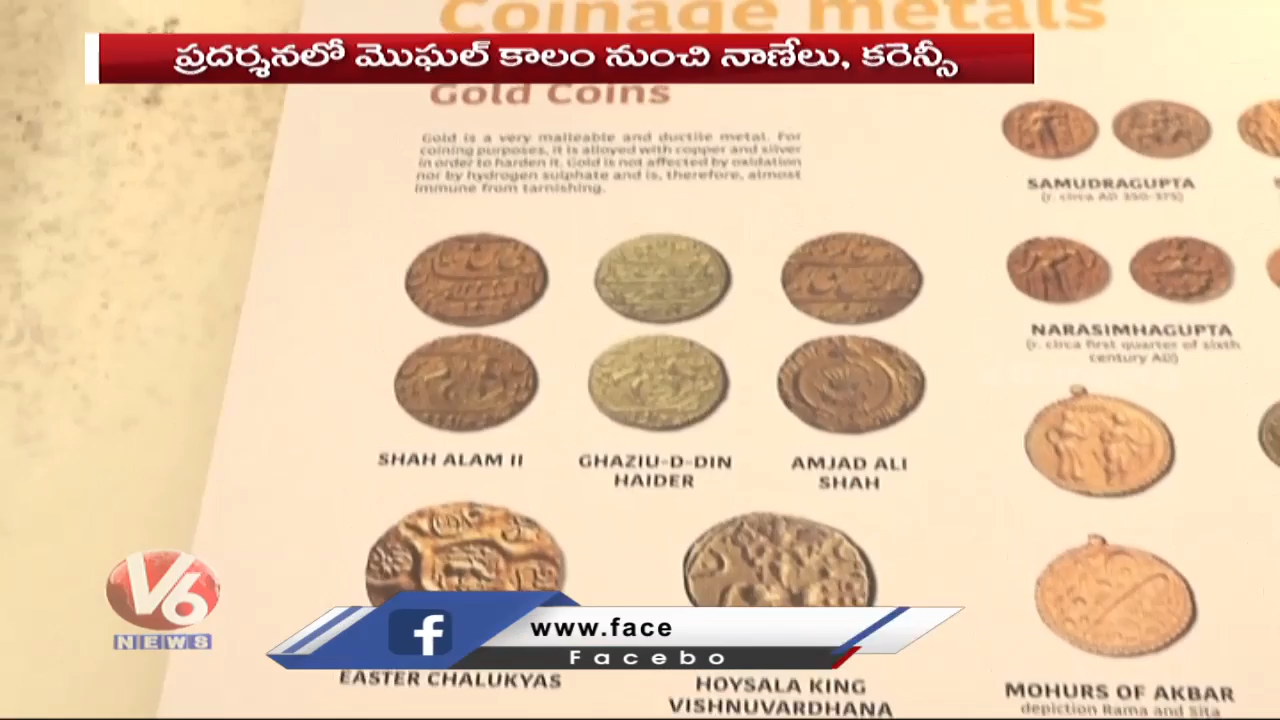 Coinage metals
ప్రదర్శనలో మొఘల్ కాలం నుంచి నాణేలు, కరెన్సీ
Gold Coins
Gold is a very malleable and ductile metal. For
coining purposes, it is alloyed with copper and silver
in order to harden it. Gold is not affected by oxidation
nor by hydrogen sulphate and is, therefore, almost
immune from tarnishing.
SAMUDRAGUPTA
NARASIMHAGUPTA
(r. circa first quarter of sixth
century AD)
SHAH ALAM II
GHAZIU-D-DIN
HAIDER
AMJAD ALI
SHAH
V6
NEWS
f
www.face
Facebo
EASTER CHALUKYAS
HOYSALA KING
VISHNUVARDHANA
MOHURS OF AKBAR
depiction Rama and Sita